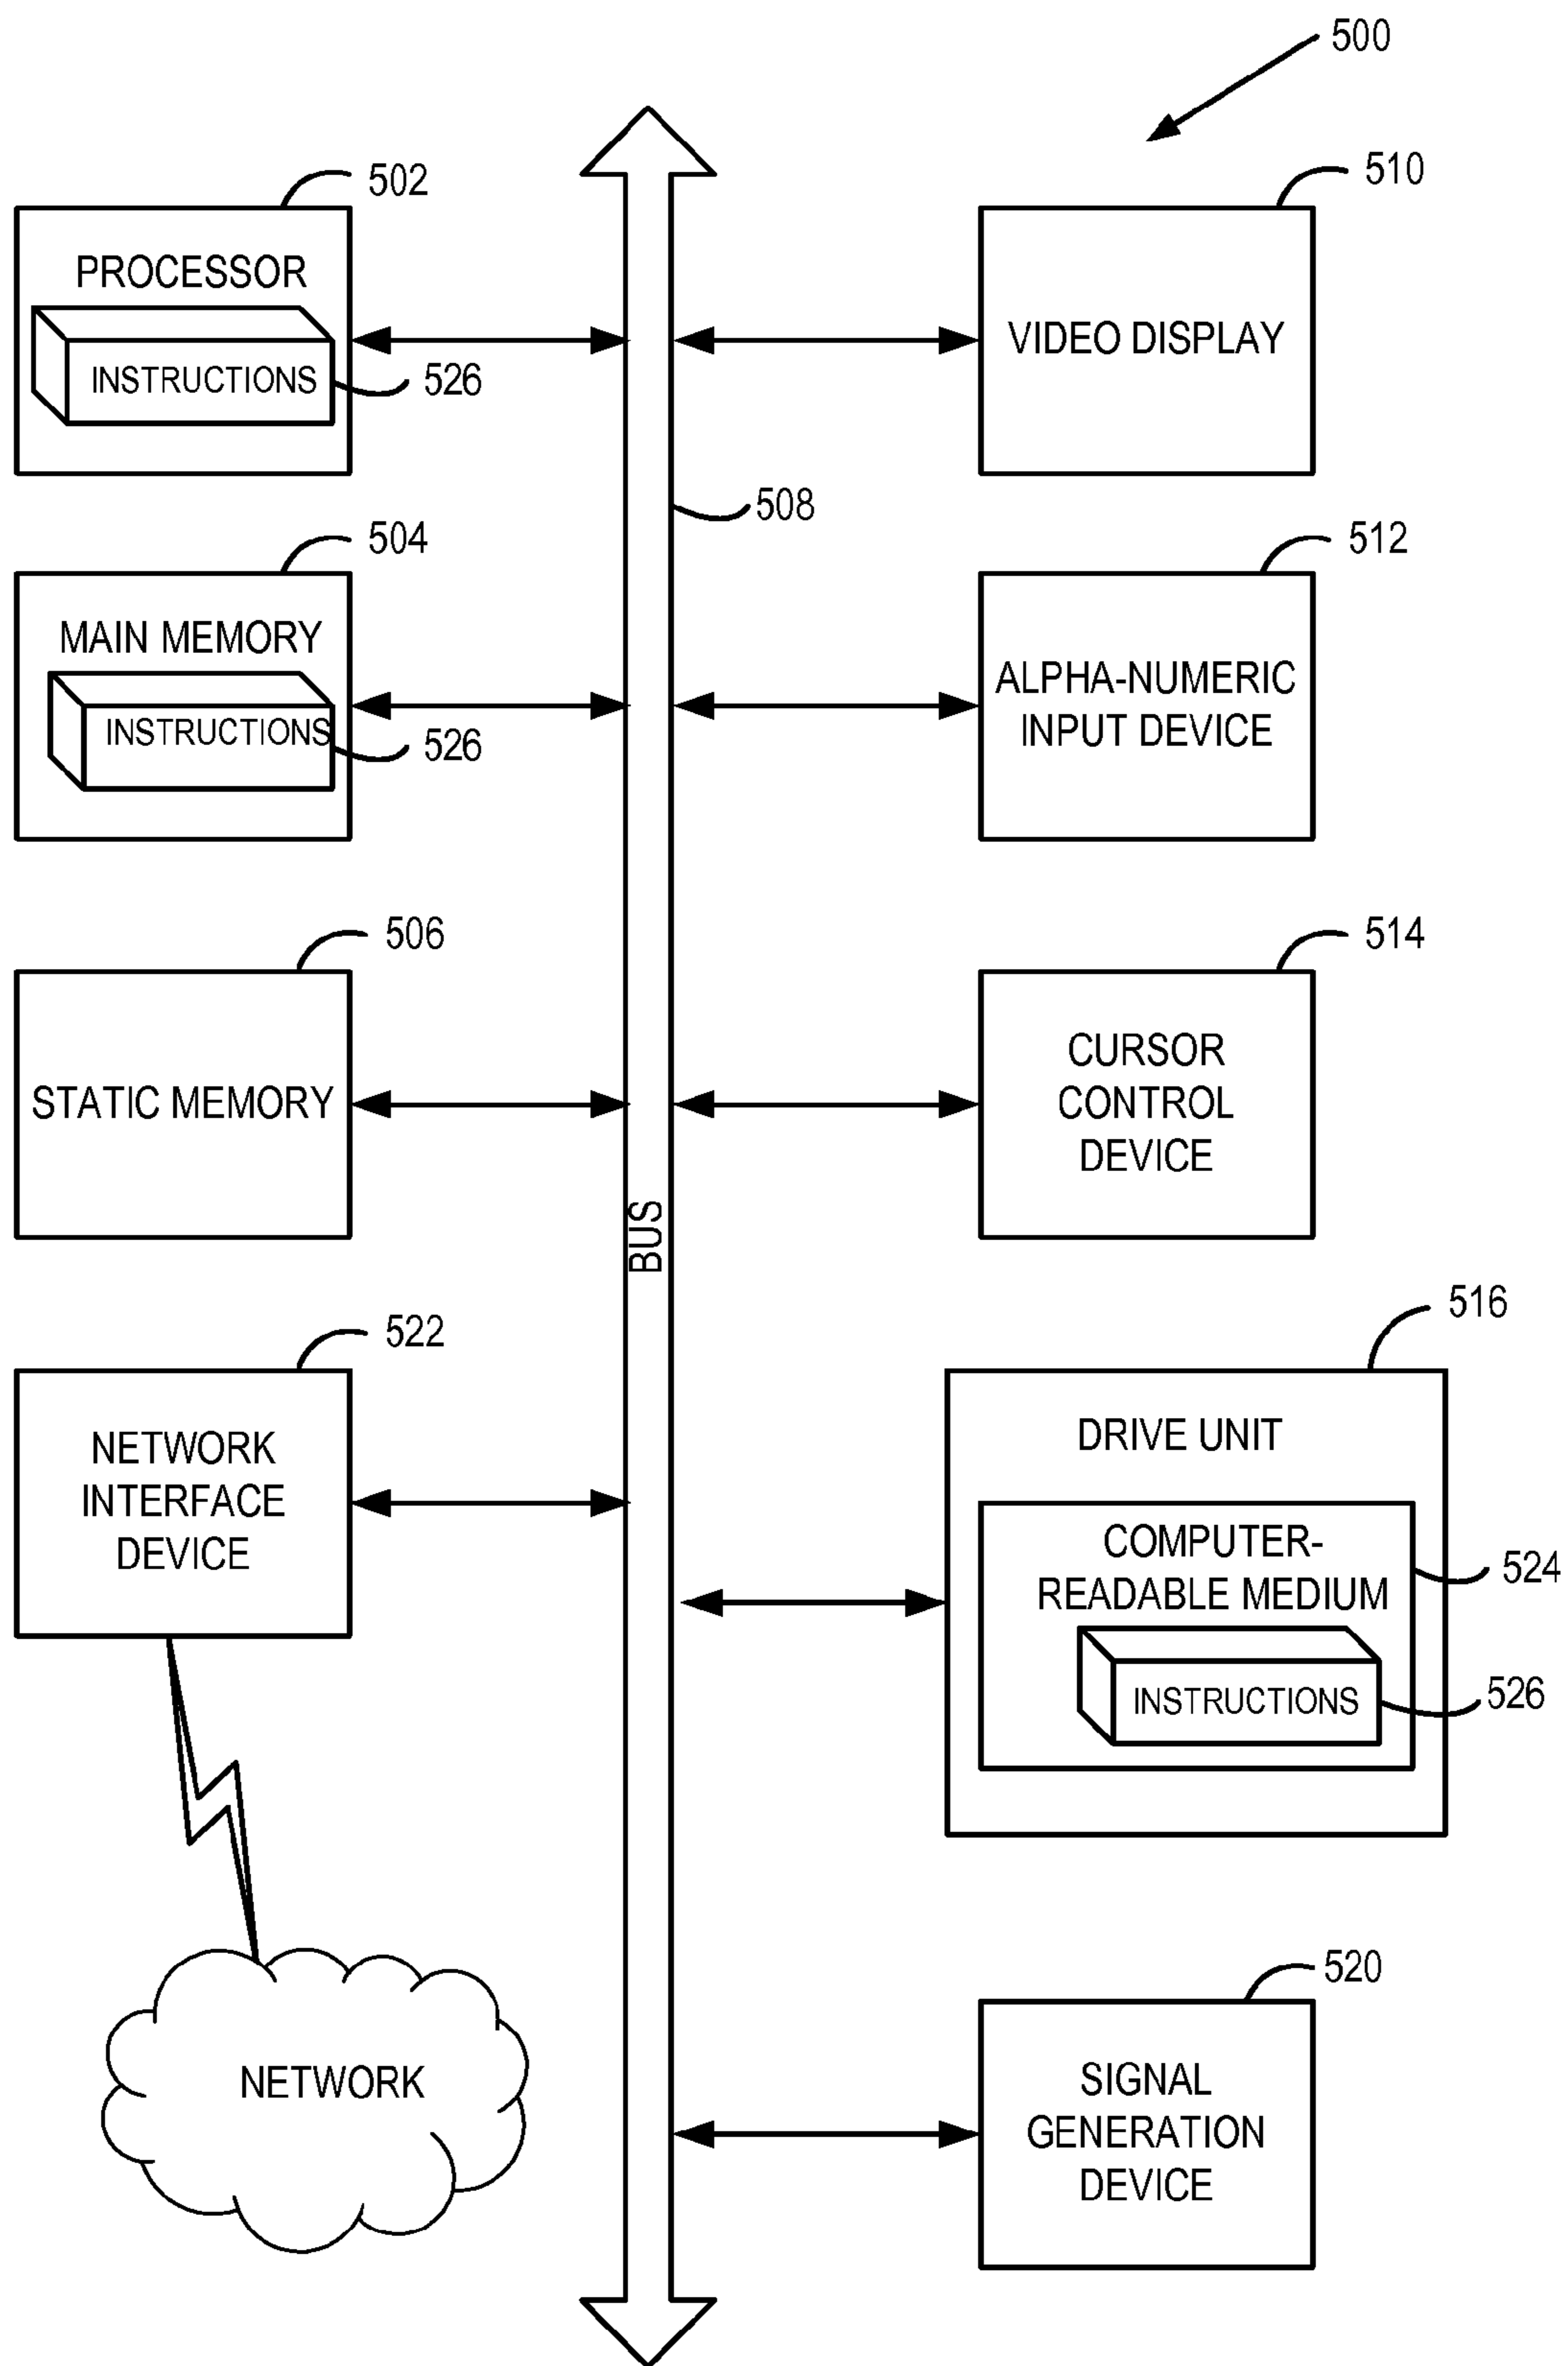 500
502
PROCESSOR
INSTRUCTIONS
526
510
VIDEO DISPLAY
508
504
MAIN MEMORY
INSTRUCTIONS
526
512
ALPHA-NUMERIC
INPUT DEVICE
506
STATIC MEMORY
514
CURSOR
CONTROL
DEVICE
BUS
522
NETWORK
INTERFACE
DEVICE
516
DRIVE UNIT
COMPUTER-
READABLE MEDIUM
524
INSTRUCTIONS
526
NETWORK
520
SIGNAL
GENERATION
DEVICE